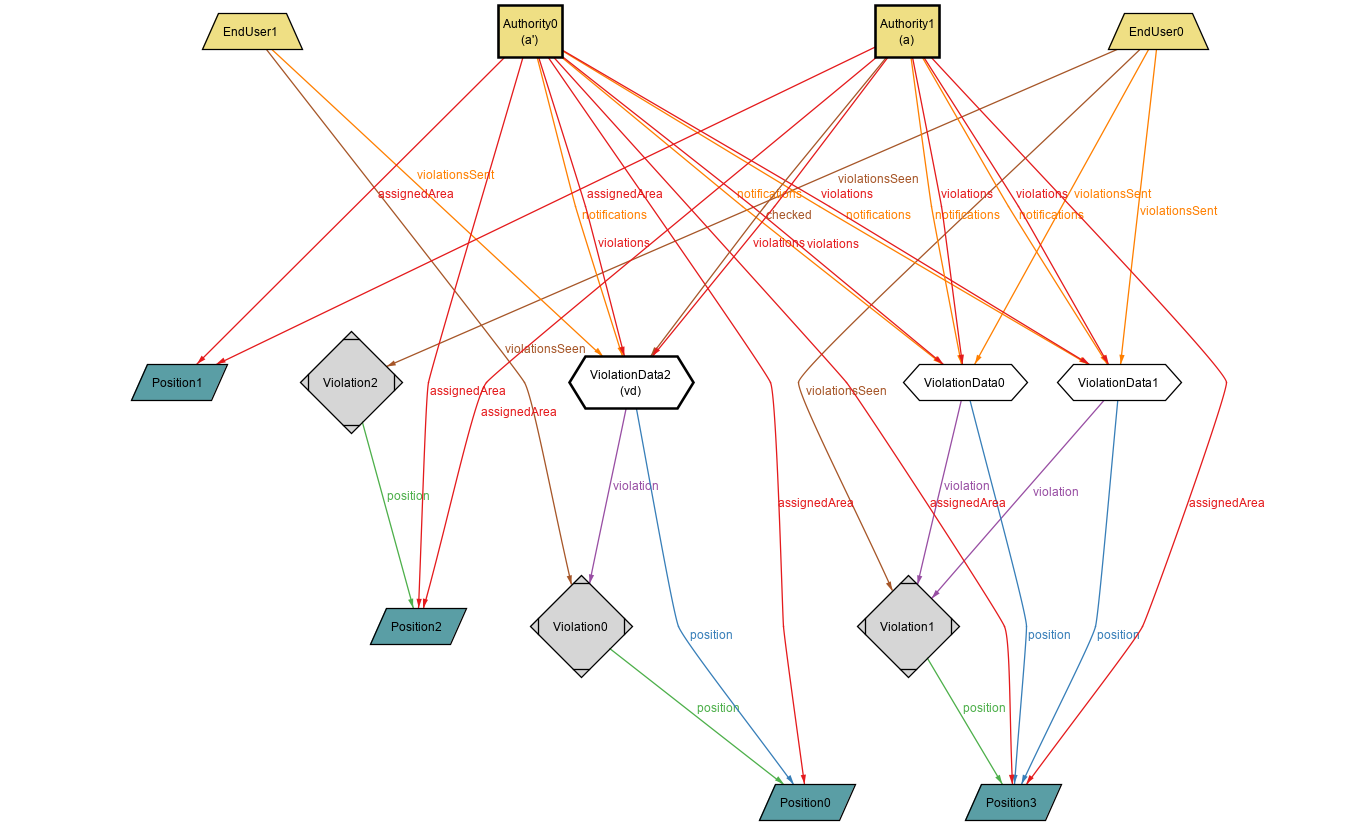 EndUser1
Authority0
(a')
Authority1
(a)
EndUser0
violationsSent
violationsSeen
assignedArea
assignedArea
notifications
violations
violations
violations
violationsSent
violationsSent
notifications
checked
notifications
notifications
notifications
violations
violations
violations
violationsSeen
Position1
Violation2
ViolationData2
(vd)
ViolationData0
ViolationData1
assignedArea
violationsSeen
assignedArea
position
violation
violation
violation
assignedArea
assignedArea
assignedArea
Position2
Violation0
Violation1
position
position
position
position
position
Position0
Position3